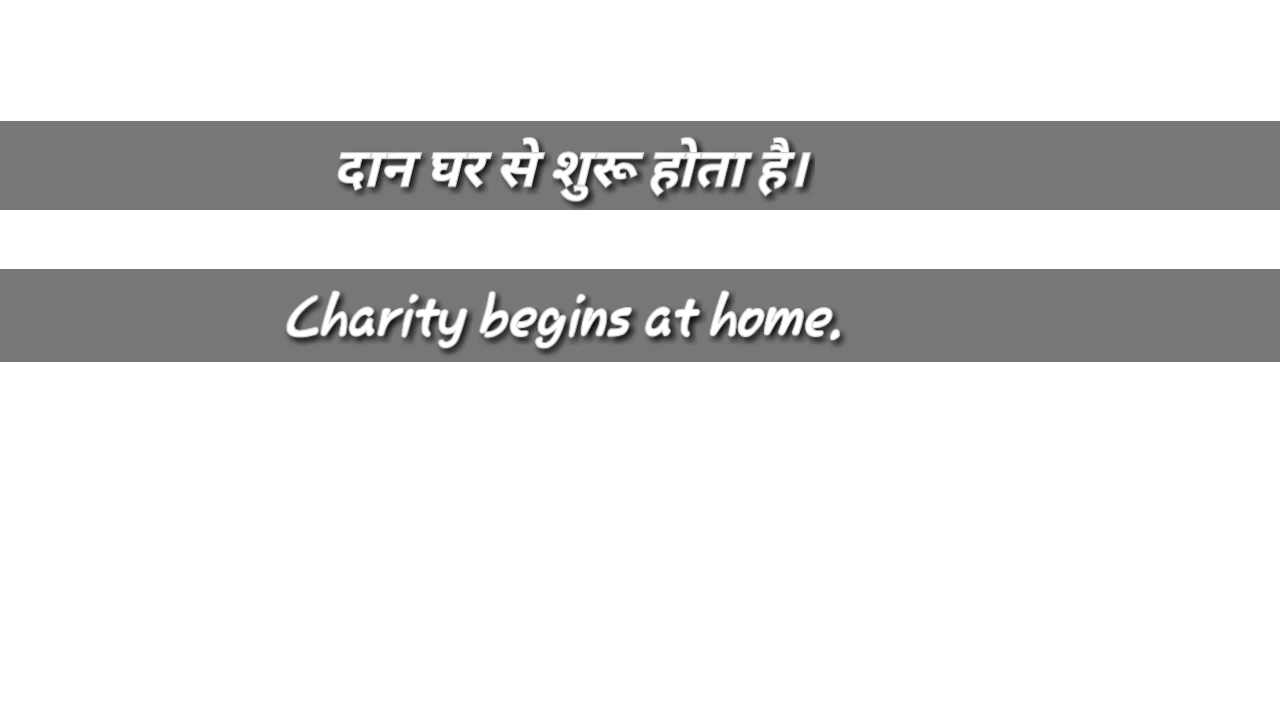 दान घर से शुरू होता है।
Charity begins at home.